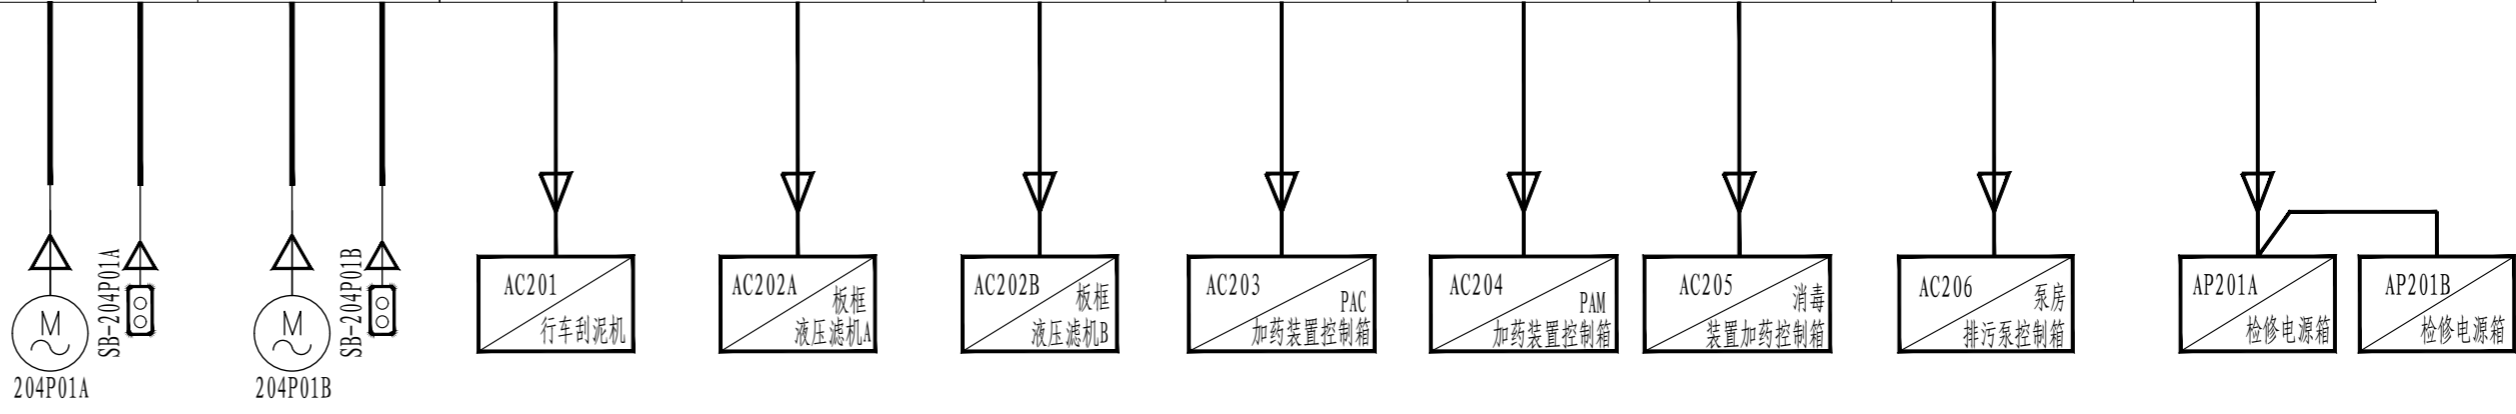 M
204P01A
SB-204P01A
M
204P01B
SB-204P01B
AC201
行车刮泥机
AC202A
板框
液压滤机A
AC202B
板框
液压滤机B
AC203
PAC
加药装置控制箱
AC204
PAM
加药装置控制箱
AC205
消毒
装置加药控制箱
AC206
泵房
排污泵控制箱
AP201A
检修电源箱
AP201B
检修电源箱